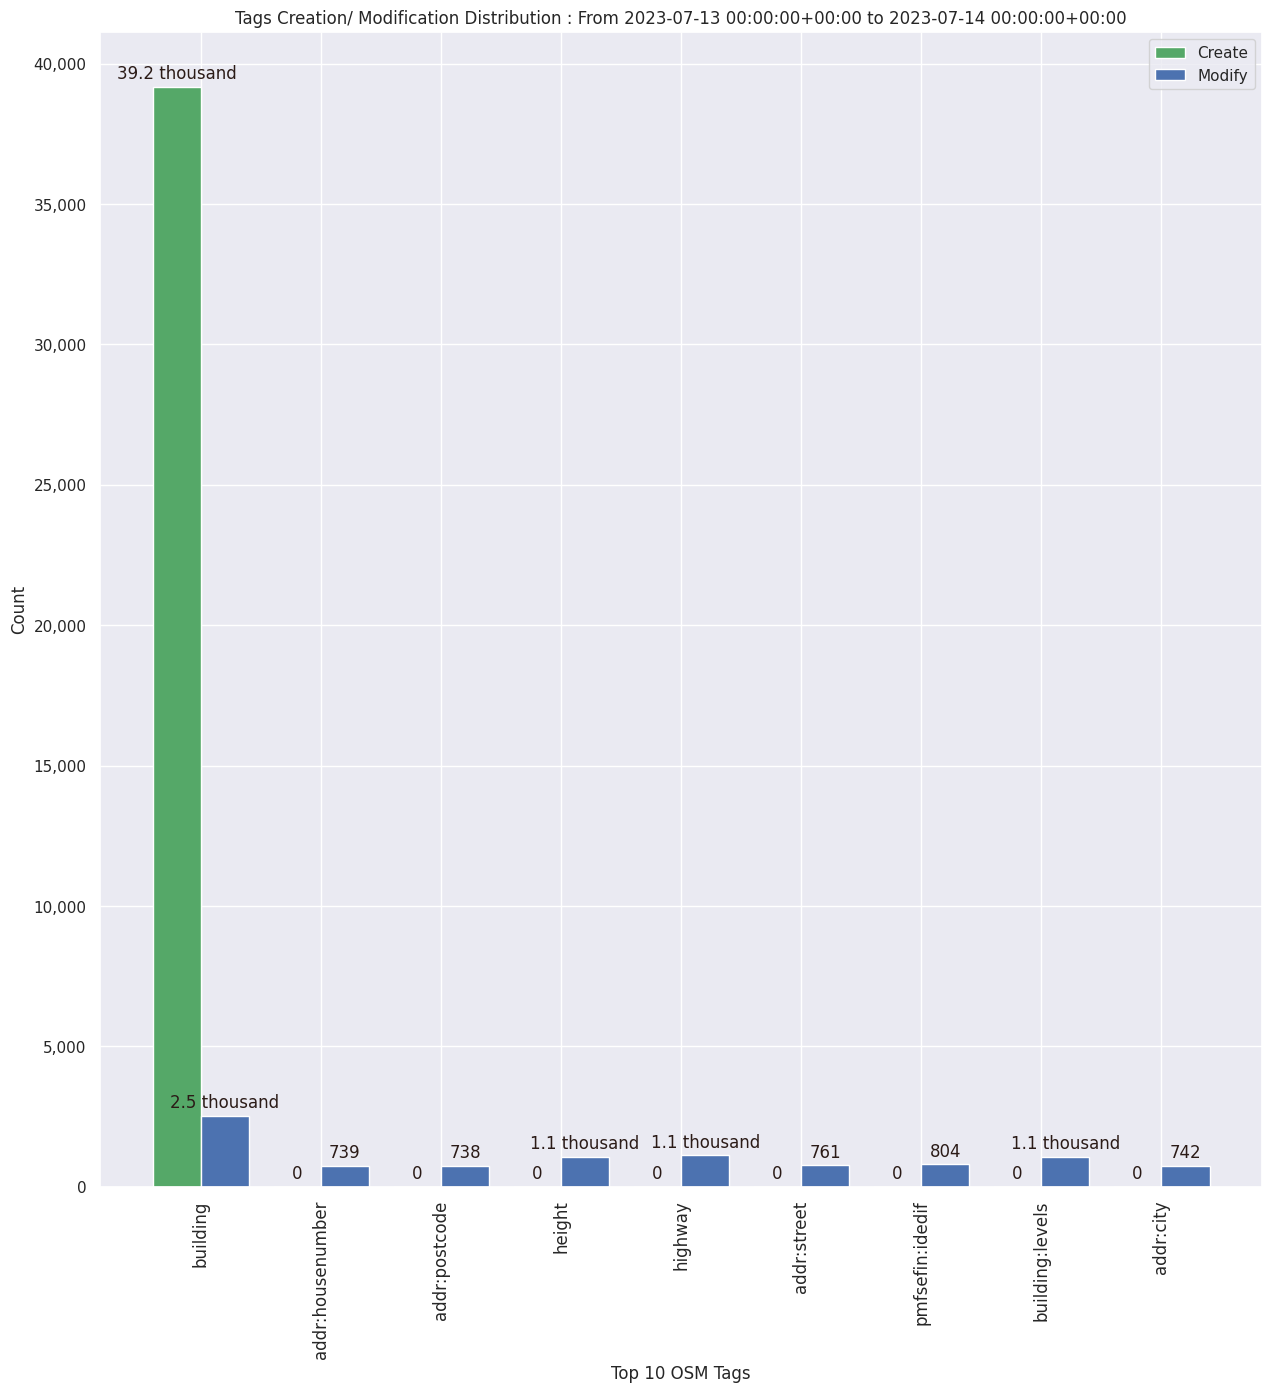 Tags Creation/ Modification Distribution : From 2023-07-13 00:00:00+00:00 to 2023-07-14 00:00:00+00:00
Create
Modify
Count
40,000
35,000
30,000
25,000
20,000
15,000
10,000
5,000
0
39.2 thousand
2.5 thousand
0
739
0
738
0
1.1 thousand
0
1.1 thousand
0
761
0
804
0
1.1 thousand
0
742
building
addr:housenumber
addr:postcode
height
highway
addr:street
pmfsefin:idedif
building:levels
addr:city
Top 10 OSM Tags